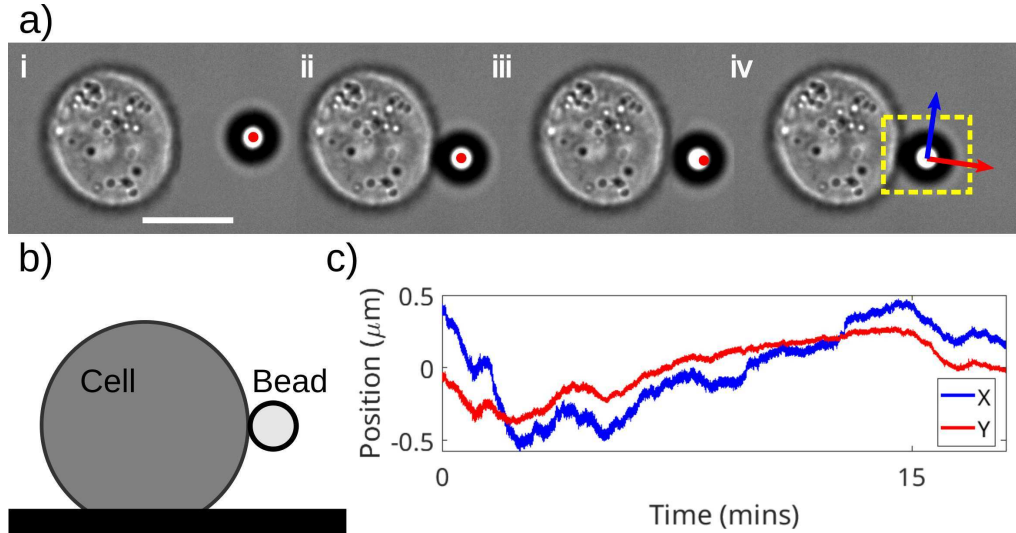 a)
i
ii
iii
iv
b)
Cell
Bead
c)
Position (μm)
0.5
0
-0.5
X
Y
0
15
Time (mins)